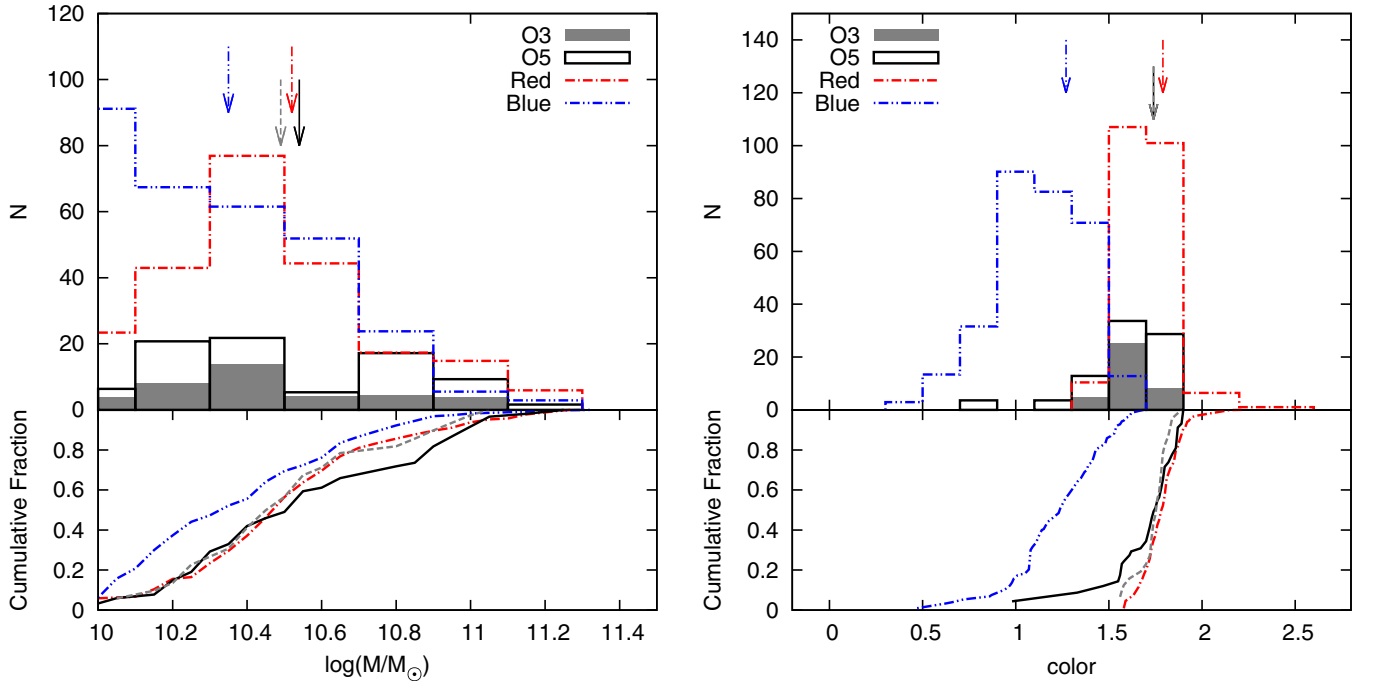 120
100
80
60
40
20
0
N
O3
O5
Red
Blue
0.8
0.6
0.4
0.2
0
Cumulative Fraction
10 10.2 10.4 10.6 10.8 11 11.2 11.4
log(M/M⊙)
140
120
100
80
60
40
20
0
N
O3
O5
Red
Blue
0.8
0.6
0.4
0.2
0
Cumulative Fraction
0 0.5 1 1.5 2 2.5
color